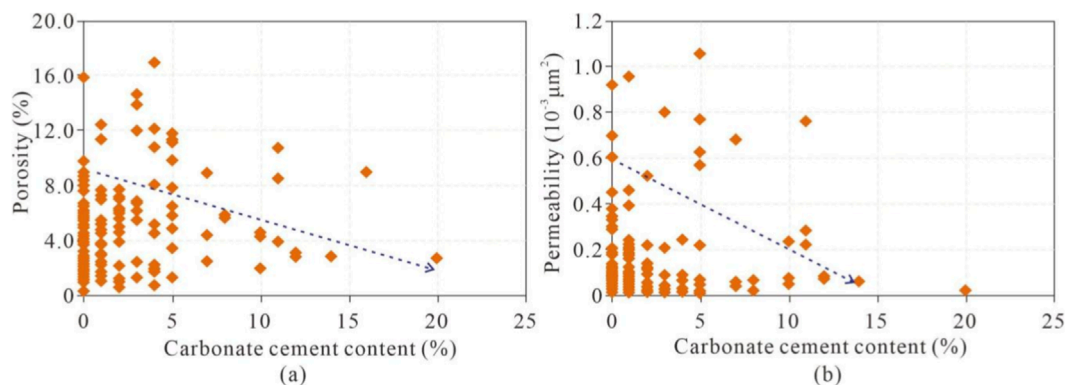 20.0
16.0
12.0
8.0
4.0
0
Porosity (%)
0 5 10 15 20 25
Carbonate cement content (%)
(a)
1.2
1.0
0.8
0.6
0.4
0.2
0
Permeability (10⁻³μm²)
0 5 10 15 20 25
Carbonate cement content (%)
(b)